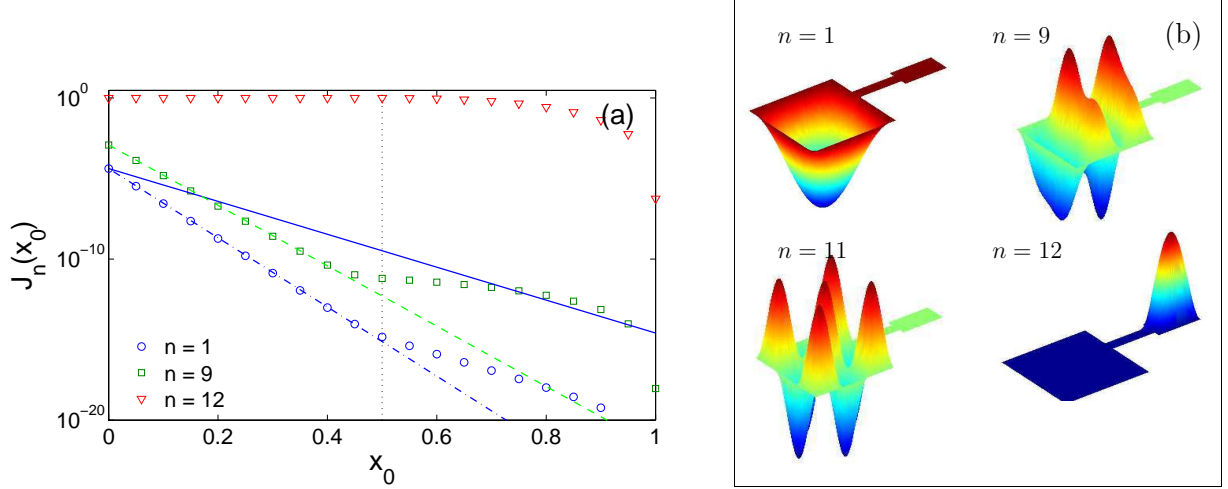 10^0
10^-10
10^-20
J_n(x_0)
(a)
n = 1
n = 9
n = 12
0
0.2
0.4
0.6
0.8
1
x_0
n = 1
n = 9
(b)
n = 11
n = 12